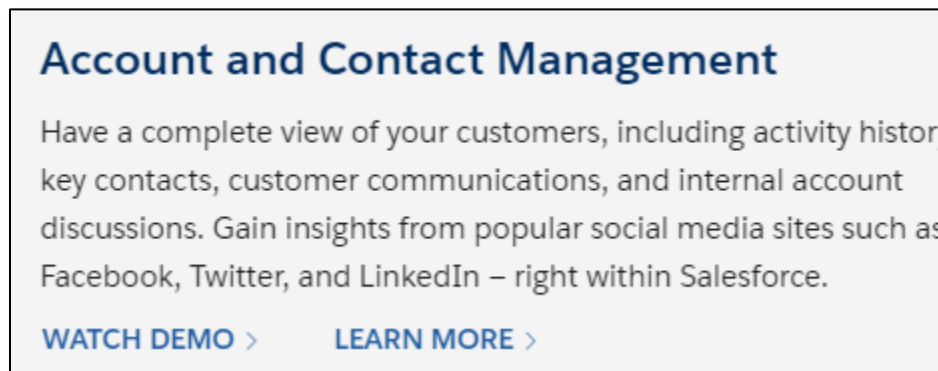 Account and Contact Management
Have a complete view of your customers, including activity history
key contacts, customer communications, and internal account
discussions. Gain insights from popular social media sites such as
Facebook, Twitter, and LinkedIn – right within Salesforce.
WATCH DEMO > LEARN MORE >